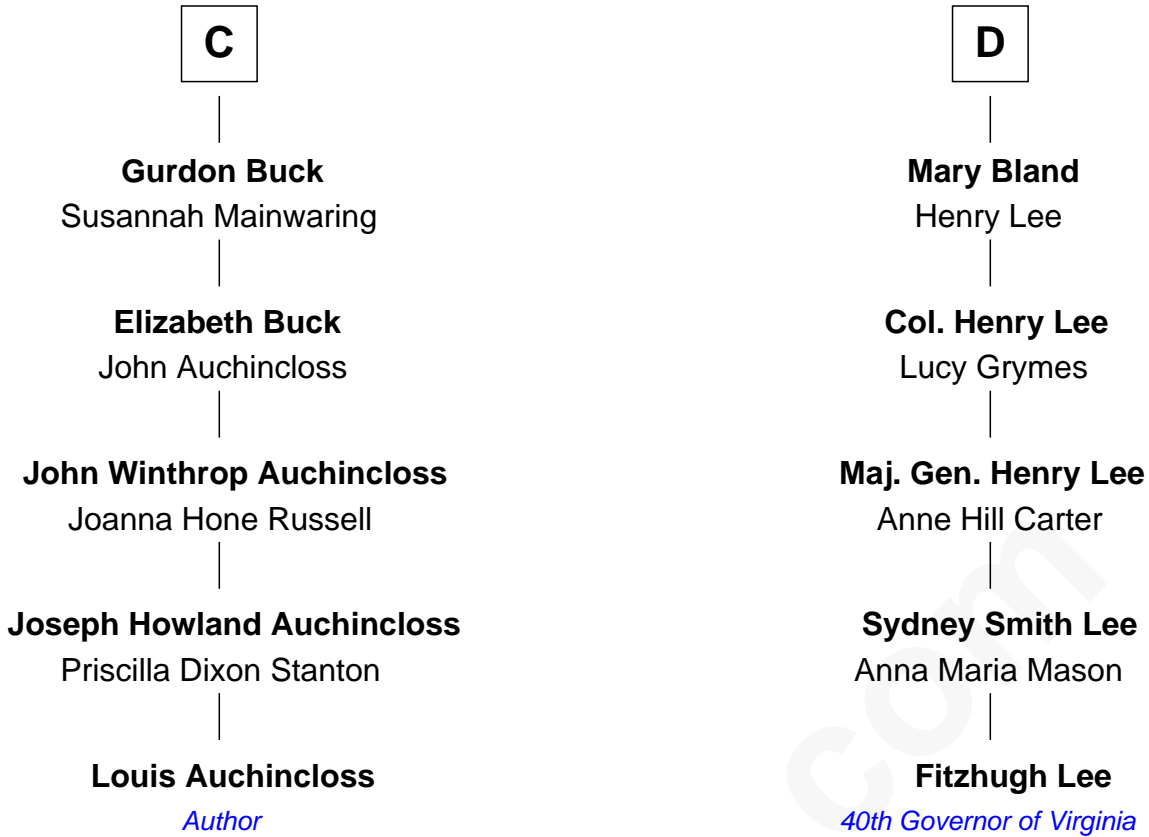 C
Gurdon Buck
Susannah Mainwaring
Elizabeth Buck
John Auchincloss
John Winthrop Auchincloss
Joanna Hone Russell
Joseph Howland Auchincloss
Priscilla Dixon Stanton
Louis Auchincloss
Author
D
Mary Bland
Henry Lee
Col. Henry Lee
Lucy Grymes
Maj. Gen. Henry Lee
Anne Hill Carter
Sydney Smith Lee
Anna Maria Mason
Fitzhugh Lee
40th Governor of Virginia
com